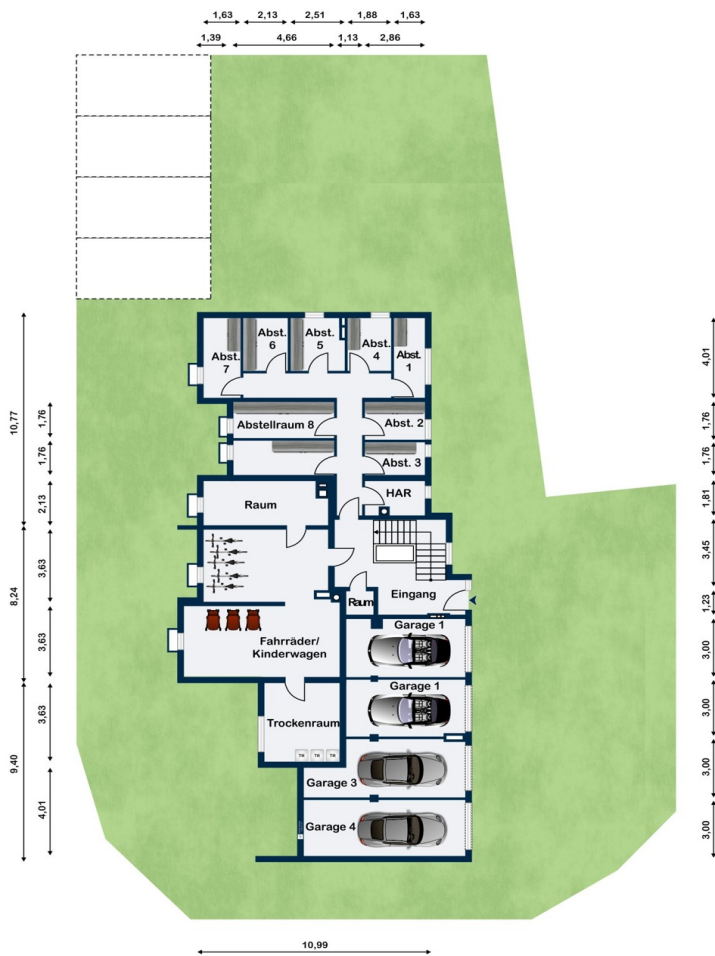 1,63 2,13 2,51 1,88 1,63
1,39 4,66 1,13 2,86
Abst.
7
Abst.
6
Abst.
5
Abst.
4
Abst.
1
Abstellraum 8
Abst. 2
Abst. 3
HAR
Raum
Eingang
Raum
Fahrräder/
Kinderwagen
Trockenraum
Garage 1
Garage 1
Garage 3
Garage 4
10,77
8,24
9,40
1,76
1,76
2,13
3,63
3,63
3,63
4,01
4,01
1,76
1,76
1,81
3,45
1,23
3,00
3,00
3,00
3,00
10,99